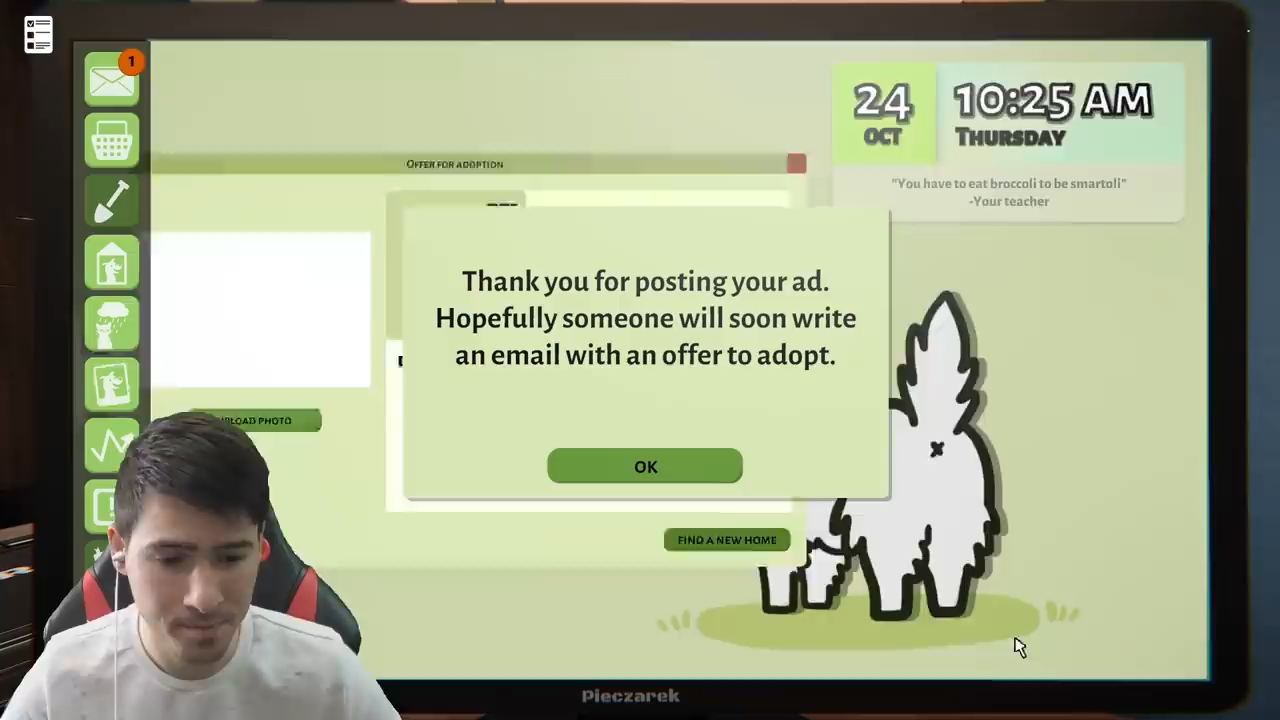 1
24
OCT
10:25 AM
THURSDAY
"You have to eat broccoli to be smartoli"
-Your teacher
OFFER FOR ADOPTION
Thank you for posting your ad.
Hopefully someone will soon write
an email with an offer to adopt.
OK
FIND A NEW HOME
Pieczarek